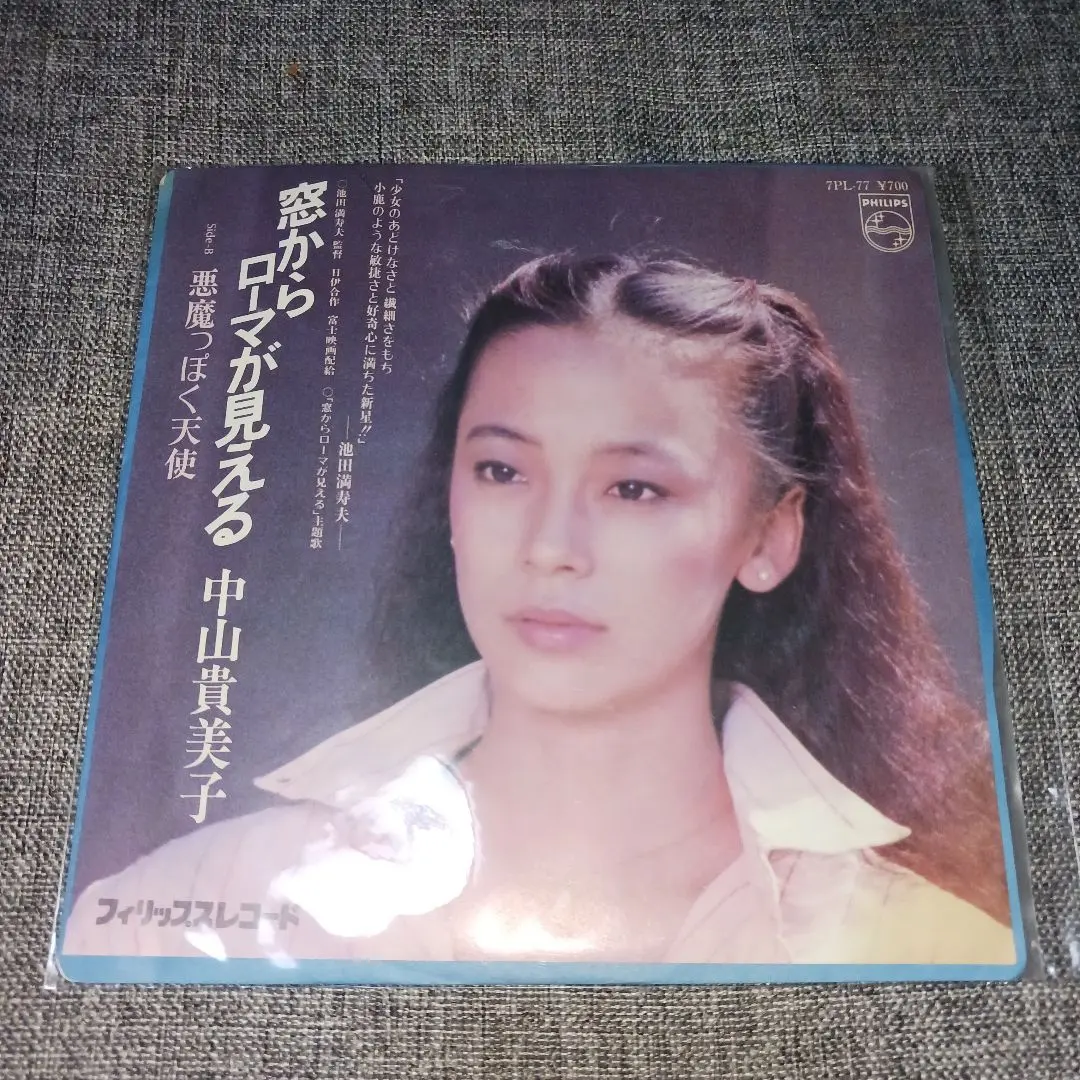 7PL-77 ¥700
PHILIPS
「少女のあどけなさと繊細さをもち
小鹿のような敏捷さと好奇心に満ちた新星!!」
——池田満寿夫——
○池田満寿夫 監督 日伊合作 富士映画配給
○「窓からローマが見える」主題歌
窓から
ローマが見える
Side-B 悪魔っぽく天使
中山貴美子
フィリップスレコード